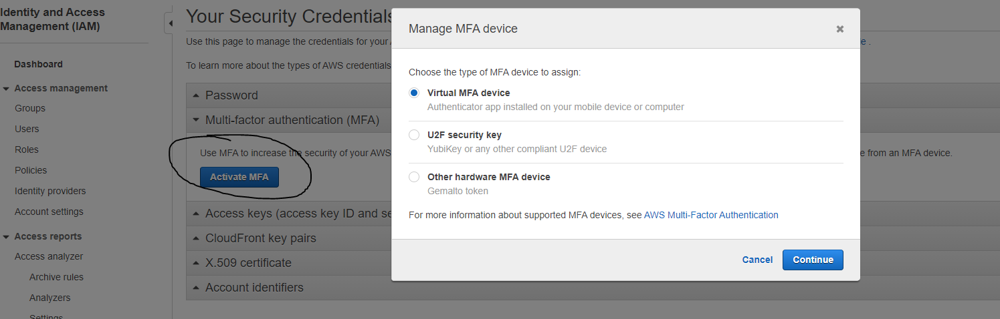 Identity and Access
Management (IAM)
Dashboard
Access management
Groups
Users
Roles
Policies
Identity providers
Account settings
Access reports
Access analyzer
Archive rules
Analyzers
Settings
Your Security Credentials
Use this page to manage the credentials for your
e .
To learn more about the types of AWS credentials
Password
Multi-factor authentication (MFA)
Use MFA to increase the security of your AWS
e from an MFA device.
Activate MFA
Access keys (access key ID and se
CloudFront key pairs
X.509 certificate
Account identifiers
Manage MFA device
Choose the type of MFA device to assign:
Virtual MFA device
Authenticator app installed on your mobile device or computer
U2F security key
YubiKey or any other compliant U2F device
Other hardware MFA device
Gemalto token
For more information about supported MFA devices, see AWS Multi-Factor Authentication
Cancel
Continue